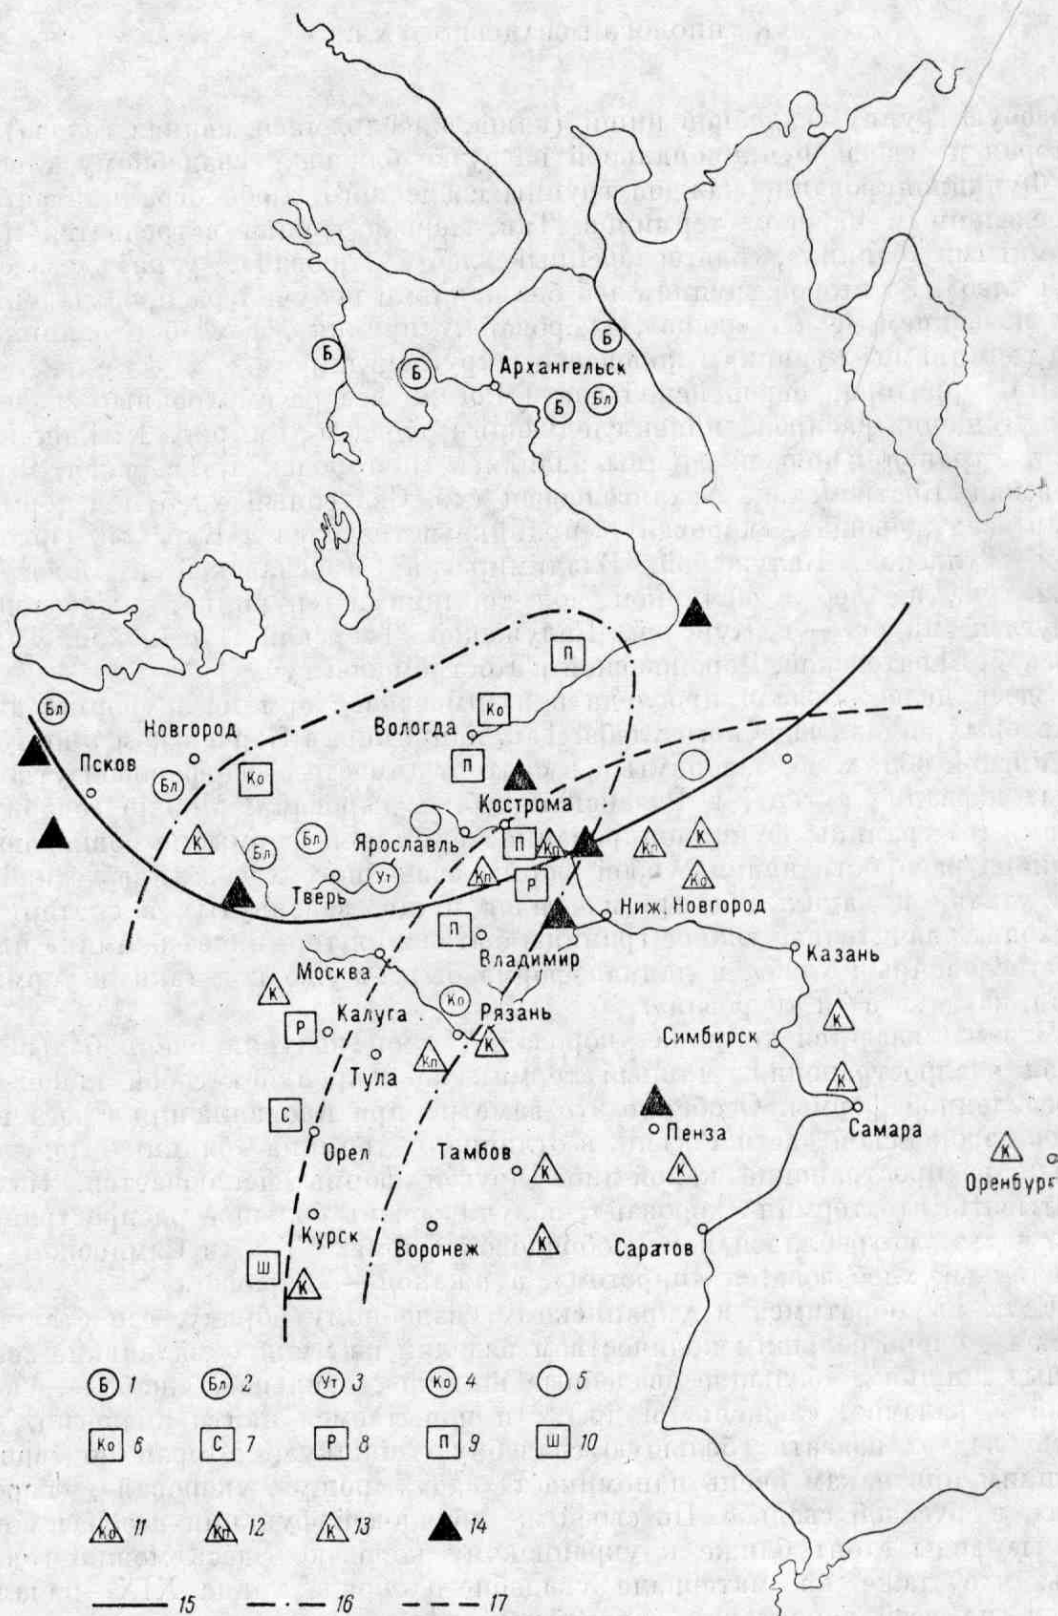 Б
Б
Б
Архангельск
Б
Бл
П
Бл
Новгород
Ко
Вологда
Псков
Бл
Ко
П
Кострома
К
Бл
Бл
Ярославль
П
Кп
К
К
Тверь
Ут
Кп
Р
Ко
Ниж. Новгород
П
Владимир
Казань
Москва
К
Калуга
Ко
Рязань
Р
К
К
Тула
Кп
Симбирск
К
С
Орел
Пенза
Самара
Тамбов
К
К
К
Оренбург
Курск
Воронеж
К
Саратов
Ш
К
Б 1 Бл 2 Ут 3 Ко 4 5
Ко 6 С 7 Р 8 П 9 Ш 10
Ко 11 Кп 12 К 13 14
15 16 17